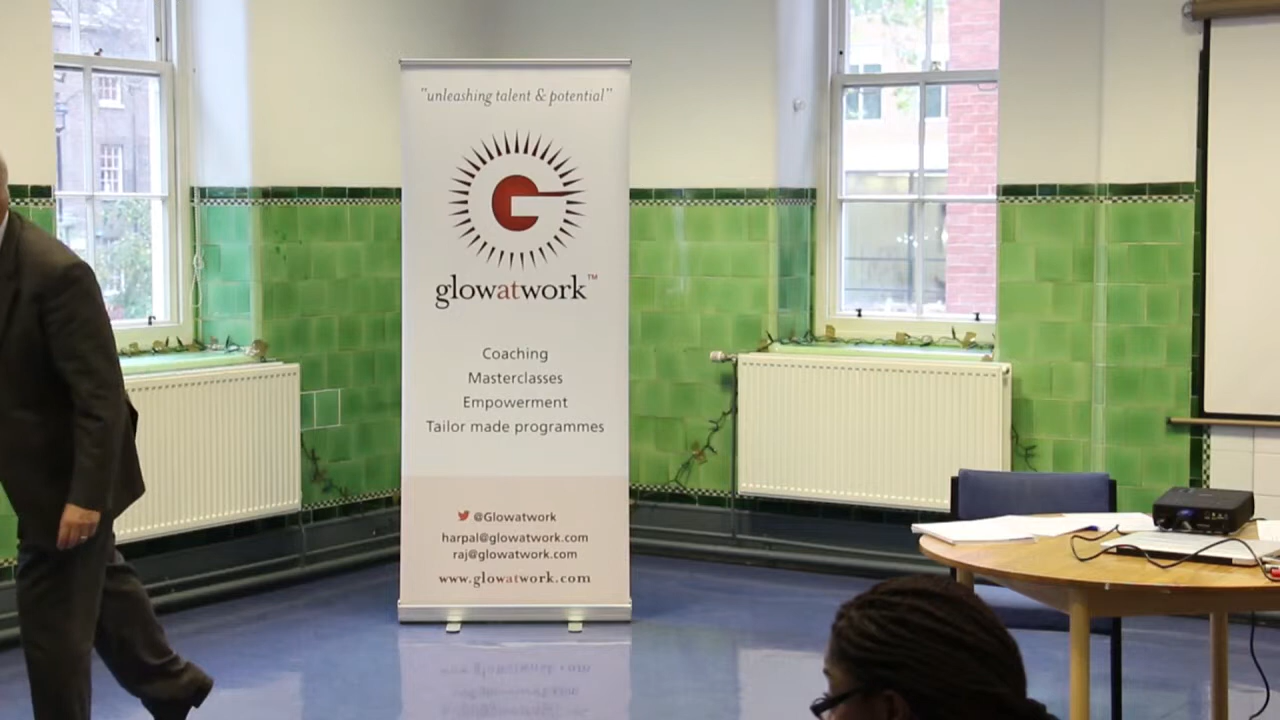 "unleashing talent & potential"
G
glowatwork™
Coaching
Masterclasses
Empowerment
Tailor made programmes
@Glowatwork
harpal@glowatwork.com
raj@glowatwork.com
www.glowatwork.com